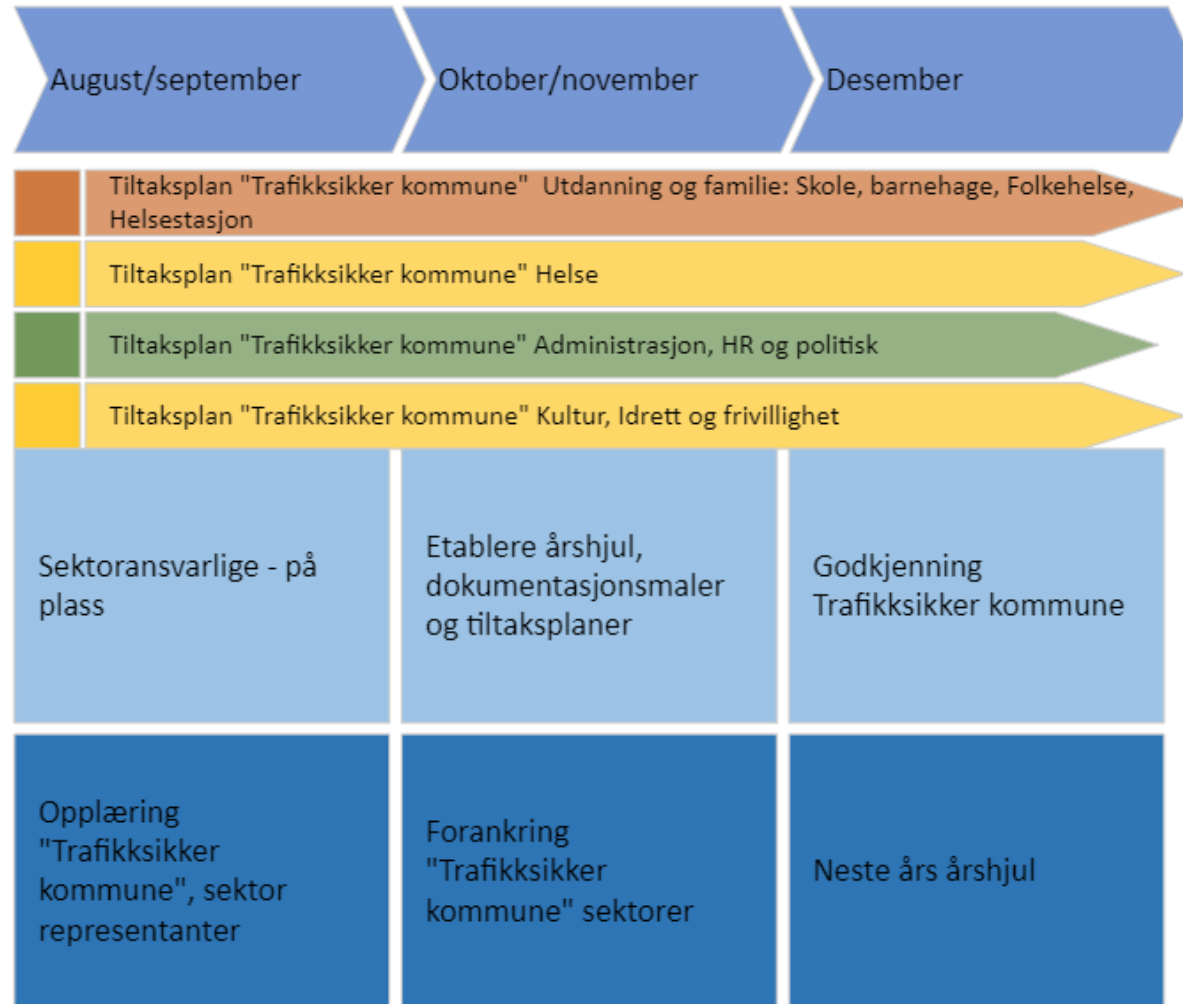 August/september
Oktober/november
Desember
Tiltaksplan "Trafikksikker kommune"  Utdanning og familie: Skole, barnehage, Folkehelse,
Helsestasjon
Tiltaksplan "Trafikksikker kommune" Helse
Tiltaksplan "Trafikksikker kommune" Administrasjon, HR og politisk
Tiltaksplan "Trafikksikker kommune" Kultur, Idrett og frivillighet
Sektoransvarlige - på
plass
Etablere årshjul,
dokumentasjonsmaler
og tiltaksplaner
Godkjenning
Trafikksikker kommune
Opplæring
"Trafikksikker
kommune", sektor
representanter
Forankring
"Trafikksikker
kommune" sektorer
Neste års årshjul